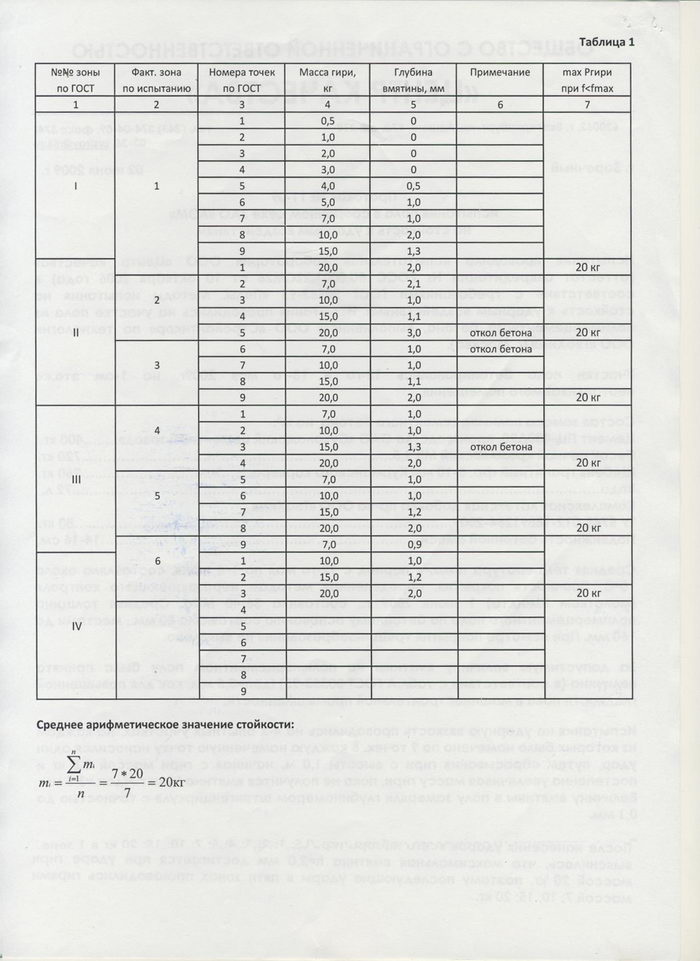 Таблица 1
№№ зоны по ГОСТ | Факт. зона по испытанию | Номера точек по ГОСТ | Масса гири, кг | Глубина вмятины, мм | Примечание | max Ргири при f<fmax
1 | 2 | 3 | 4 | 5 | 6 | 7
I | 1 | 1 | 0,5 | 0
2 | 1,0 | 0
3 | 2,0 | 0
4 | 3,0 | 0
5 | 4,0 | 0,5
6 | 5,0 | 1,0
7 | 7,0 | 1,0
8 | 10,0 | 2,0
9 | 15,0 | 1,3
II | 1 | 20,0 | 2,0 | 20 кг
2 | 2 | 7,0 | 2,1
3 | 10,0 | 1,0
4 | 15,0 | 1,1
5 | 20,0 | 3,0 | откол бетона | 20 кг
3 | 6 | 7,0 | 1,0 | откол бетона
7 | 10,0 | 1,0
8 | 15,0 | 1,1
9 | 20,0 | 2,0 | 20 кг
III | 4 | 1 | 7,0 | 1,0
2 | 10,0 | 1,0
3 | 15,0 | 1,3 | откол бетона
4 | 20,0 | 2,0 | 20 кг
5 | 5 | 7,0 | 1,0
6 | 10,0 | 1,0
7 | 15,0 | 1,2
8 | 20,0 | 2,0 | 20 кг
6 | 9 | 7,0 | 0,9
IV | 1 | 10,0 | 1,0
2 | 15,0 | 1,2
3 | 20,0 | 2,0 | 20 кг
4
5
6
7
8
9
Среднее арифметическое значение стойкости:
mᵢ = ∑ⁿᵢ₌₁ mᵢ / n = 7*20 / 7 = 20кг